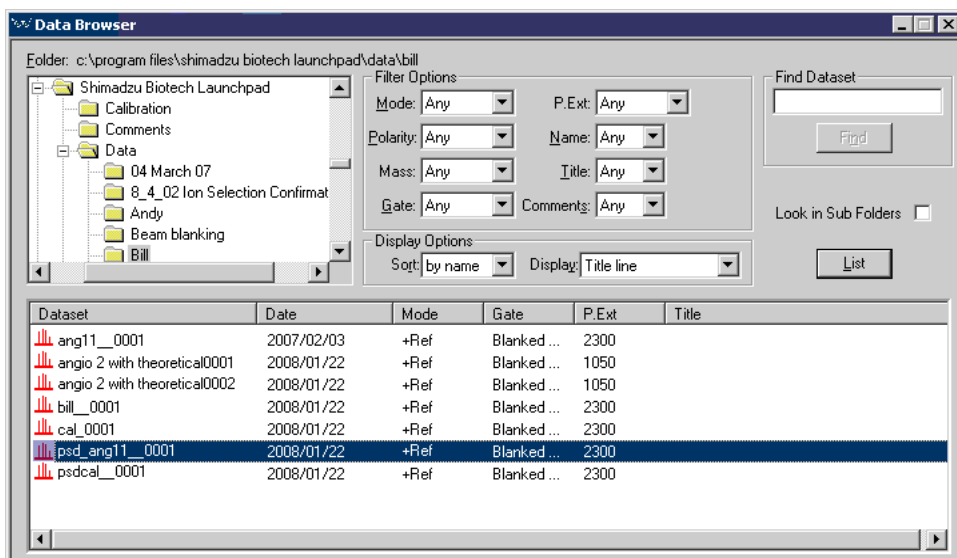 Data Browser
Folder: c:\program files\shimadzu biotech launchpad\data\bill
Shimadzu Biotech Launchpad
Calibration
Comments
Data
04 March 07
8_4_02 Ion Selection Confirmat
Andy
Beam blanking
Bill
Filter Options
Mode: Any P.Ext: Any
Polarity: Any Name: Any
Mass: Any Title: Any
Gate: Any Comments: Any
Display Options
Sort: by name Display: Title line
Find Dataset
Find
Look in Sub Folders
List
Dataset Date Mode Gate P.Ext Title
ang11__0001 2007/02/03 +Ref Blanked ... 2300
angio 2 with theoretical0001 2008/01/22 +Ref Blanked ... 1050
angio 2 with theoretical0002 2008/01/22 +Ref Blanked ... 1050
bill__0001 2008/01/22 +Ref Blanked ... 2300
cal_0001 2008/01/22 +Ref Blanked ... 2300
psd_ang11__0001 2008/01/22 +Ref Blanked ... 2300
psdcal__0001 2008/01/22 +Ref Blanked ... 2300